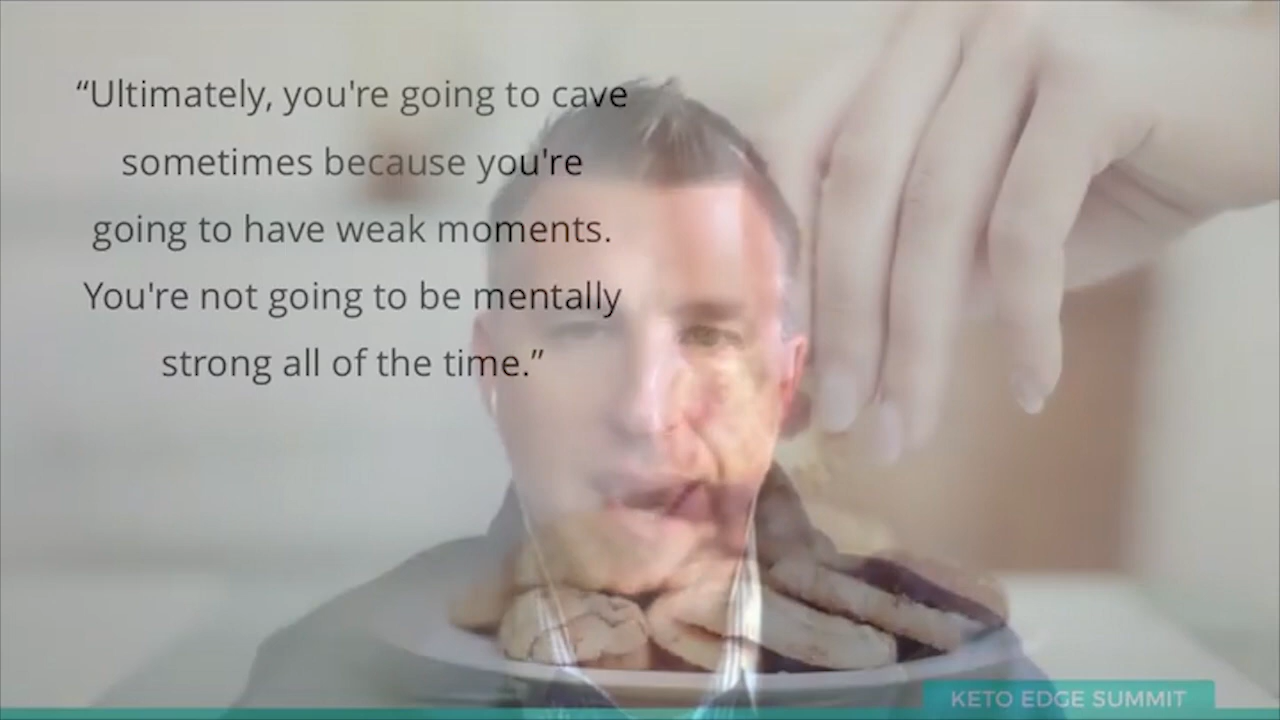 “Ultimately, you're going to cave
sometimes because you're
going to have weak moments.
You're not going to be mentally
strong all of the time.”
KETO EDGE SUMMIT